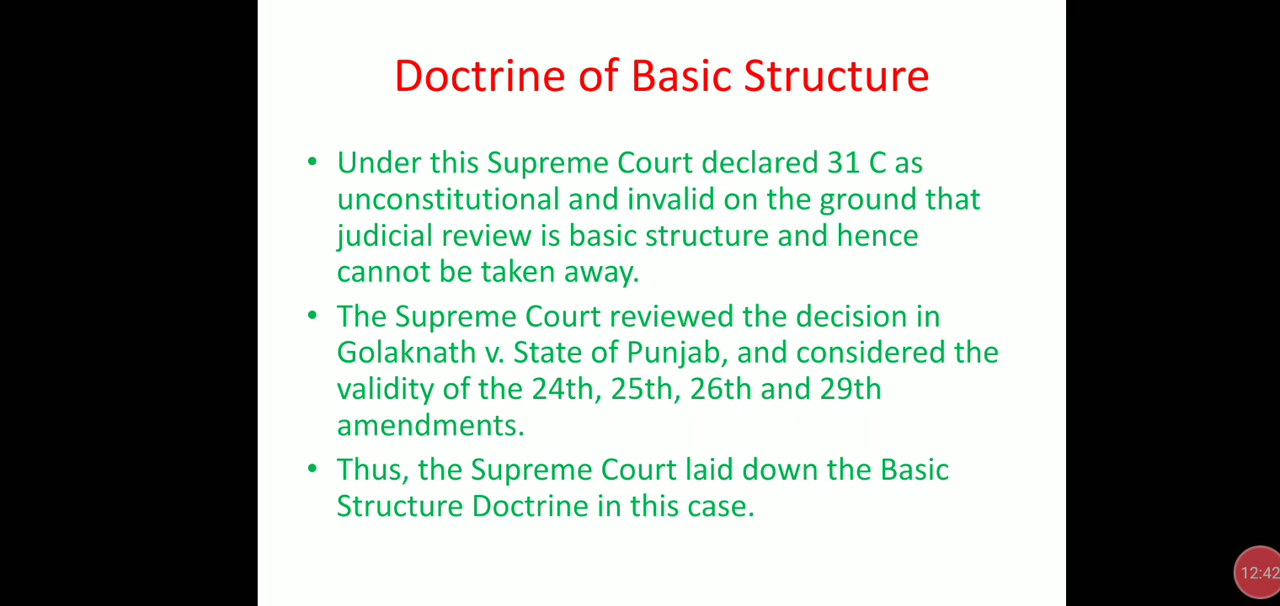 Doctrine of Basic Structure
• Under this Supreme Court declared 31 C as
unconstitutional and invalid on the ground that
judicial review is basic structure and hence
cannot be taken away.
• The Supreme Court reviewed the decision in
Golaknath v. State of Punjab, and considered the
validity of the 24th, 25th, 26th and 29th
amendments.
• Thus, the Supreme Court laid down the Basic
Structure Doctrine in this case.
12:42